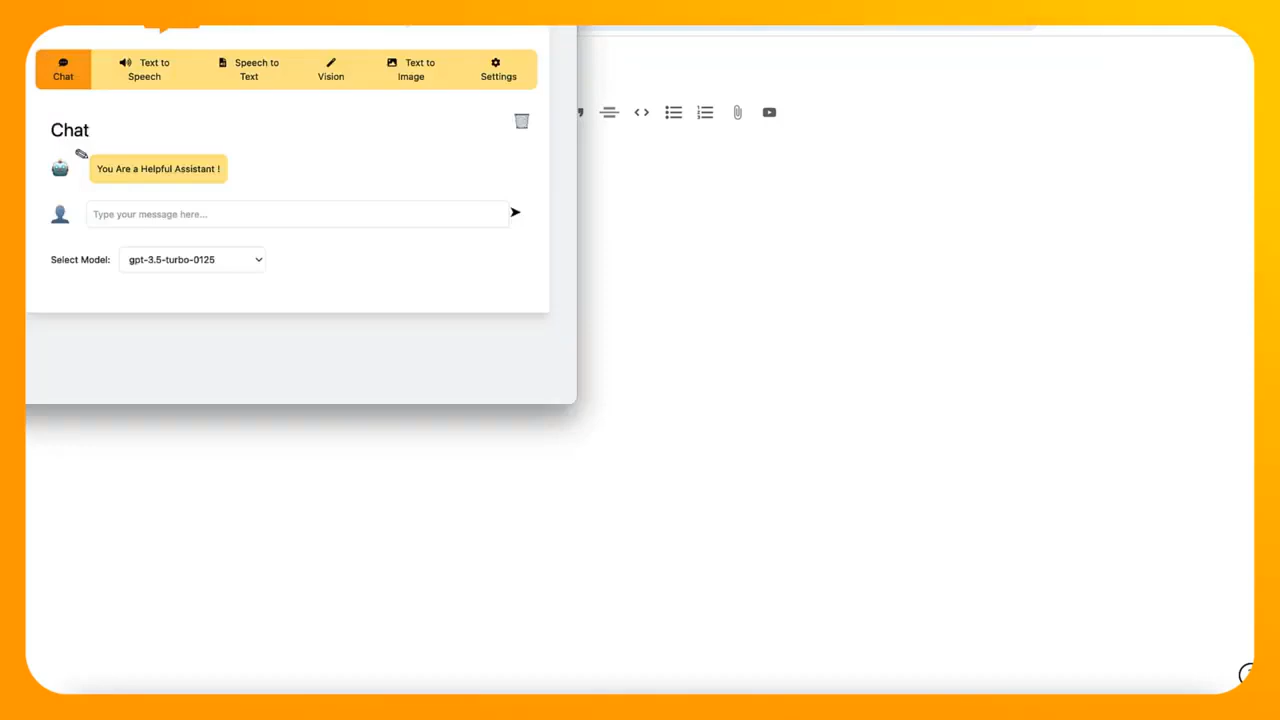 Chat
Text to
Speech
Speech to
Text
Vision
Text to
Image
Settings
Chat
You Are a Helpful Assistant !
Type your message here...
Select Model: gpt-3.5-turbo-0125